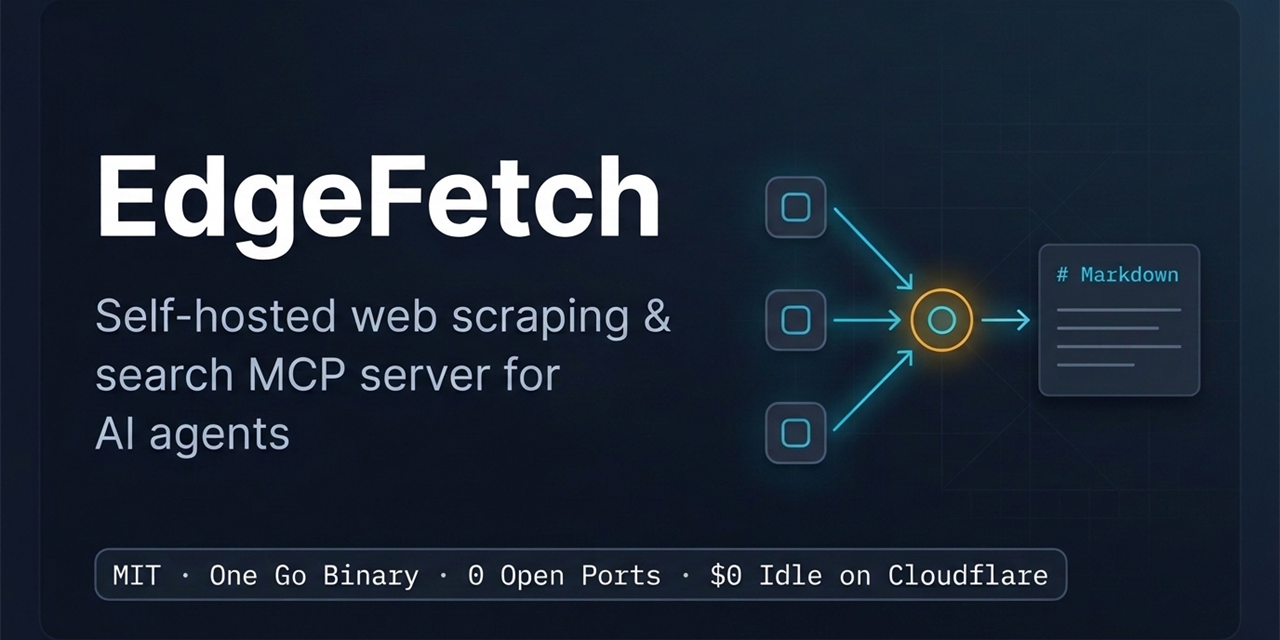 EdgeFetch
Self-hosted web scraping &
search MCP server for
AI agents
# Markdown
MIT · One Go Binary · 0 Open Ports · $0 Idle on Cloudflare